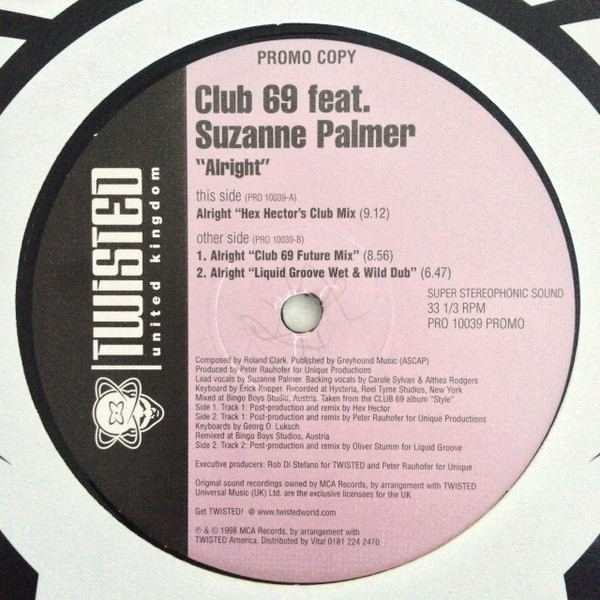 PROMO COPY
Club 69 feat.
Suzanne Palmer
"Alright"
this side (PRO 10039-A)
Alright "Hex Hector's Club Mix (9.12)
other side (PRO 10039-B)
1. Alright "Club 69 Future Mix" (8.56)
2. Alright "Liquid Groove Wet & Wild Dub" (6.47)
SUPER STEREOPHONIC SOUND
33 1/3 RPM
PRO 10039 PROMO
TWiSTED
united kingdom
Composed by Roland Clark. Published by Greyhound Music (ASCAP)
Produced by Peter Rauhofer for Unique Productions
Lead vocals by Suzanne Palmer. Backing vocals by Carole Sylvan & Althea Rodgers
Keyboard by Erick Kupper. Recorded at Hysteria, Reel Tyme Studios, New York
Mixed at Bingo Boys Studio, Austria. Taken from the CLUB 69 album "Style"
Side 1. Track 1: Post-production and remix by Hex Hector
Side 2. Track 1: Post-production and remix by Peter Rauhofer for Unique Productions
Keyboards by Georg O. Luksch
Remixed at Bingo Boys Studios, Austria
Side 2. Track 2: Post-production and remix by Oliver Stumm for Liquid Groove
Executive producers: Rob Di Stefano for TWISTED and Peter Rauhofer for Unique
Original sound recordings owned by MCA Records, by arrangement with TWISTED
Universal Music (UK) Ltd. are the exclusive licensees for the UK
Get TWISTED! @ www.twistedworld.com
℗ & © 1998 MCA Records, by arrangement with
TWISTED America. Distributed by Vital 0181 224 2470